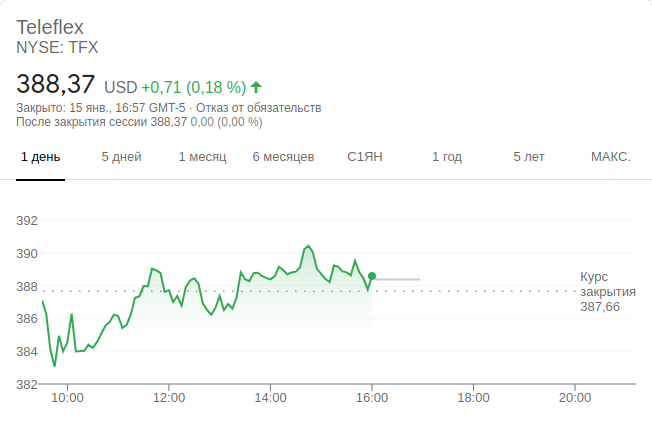 Teleflex
NYSE: TFX
388,37 USD +0,71 (0,18 %)
Закрыто: 15 янв., 16:57 GMT-5 · Отказ от обязательств
После закрытия сессии 388,37 0,00 (0,00 %)
1 день 5 дней 1 месяц 6 месяцев С1ЯН 1 год 5 лет МАКС.
392
390
388
386
384
382
Курс
закрытия
387,66
10:00 12:00 14:00 16:00 18:00 20:00